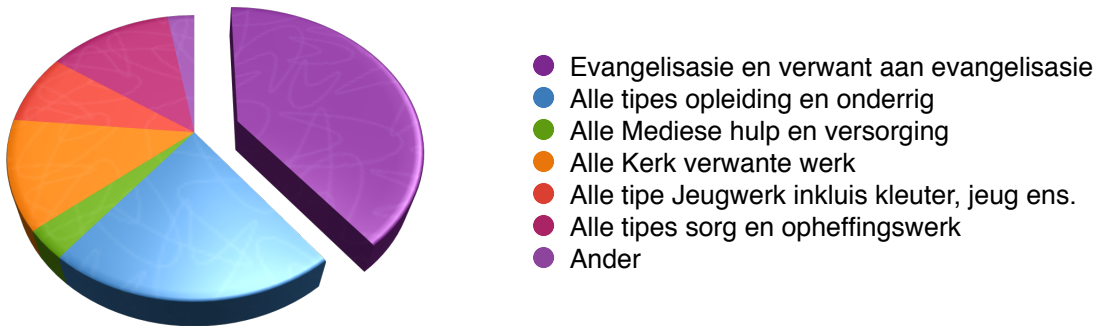 Evangelisasie en verwant aan evangelisasie
Alle tipes opleiding en onderrig
Alle Mediese hulp en versorging
Alle Kerk verwante werk
Alle tipe Jeugwerk inkluis kleuter, jeug ens.
Alle tipes sorg en opheffingswerk
Ander